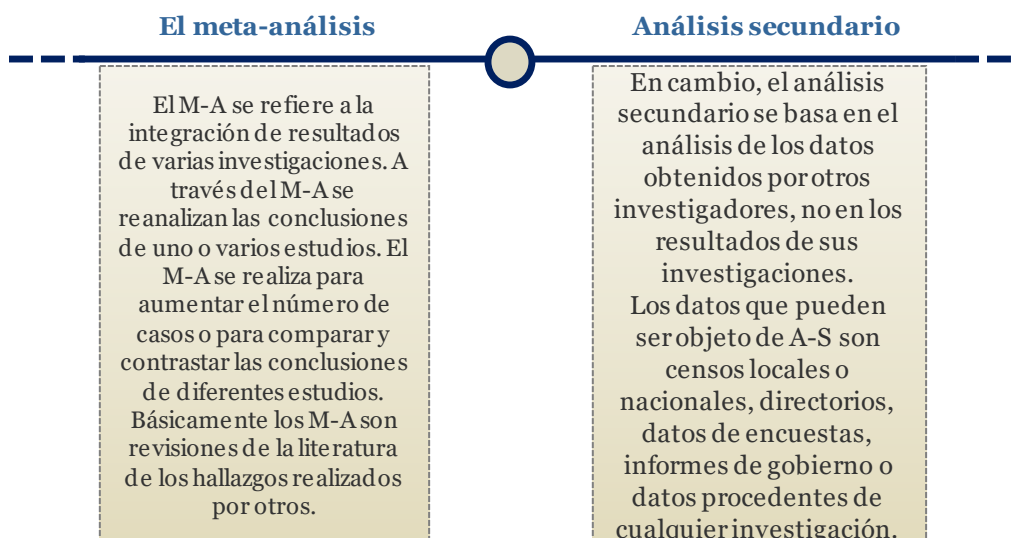 El meta-análisis
El M-A se refiere a la
integración de resultados
de varias investigaciones. A
través del M-A se
reanalizan las conclusiones
de uno o varios estudios. El
M-A se realiza para
aumentar el número de
casos o para comparar y
contrastar las conclusiones
de diferentes estudios.
Básicamente los M-A son
revisiones de la literatura
de los hallazgos realizados
por otros.
Análisis secundario
En cambio, el análisis
secundario se basa en el
análisis de los datos
obtenidos por otros
investigadores, no en los
resultados de sus
investigaciones.
Los datos que pueden
ser objeto de A-S son
censos locales o
nacionales, directorios,
datos de encuestas,
informes de gobierno o
datos procedentes de
cualquier investigación.